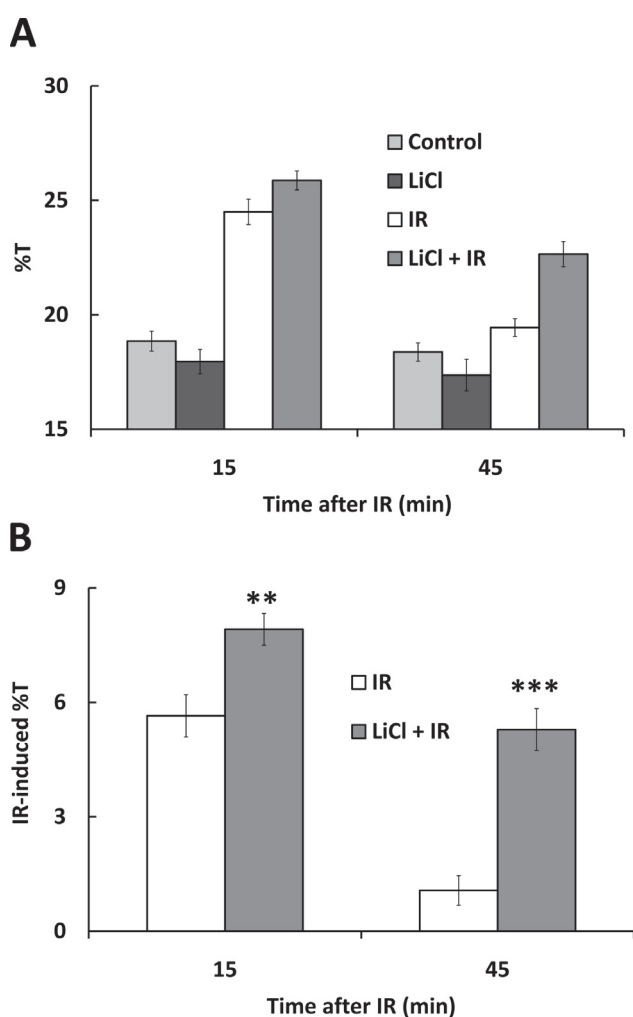 A
30
25
20
15
%T
Control
LiCl
IR
LiCl + IR
15 45
Time after IR (min)
B
9
6
3
0
IR-induced %T
**
***
IR
LiCl + IR
15 45
Time after IR (min)